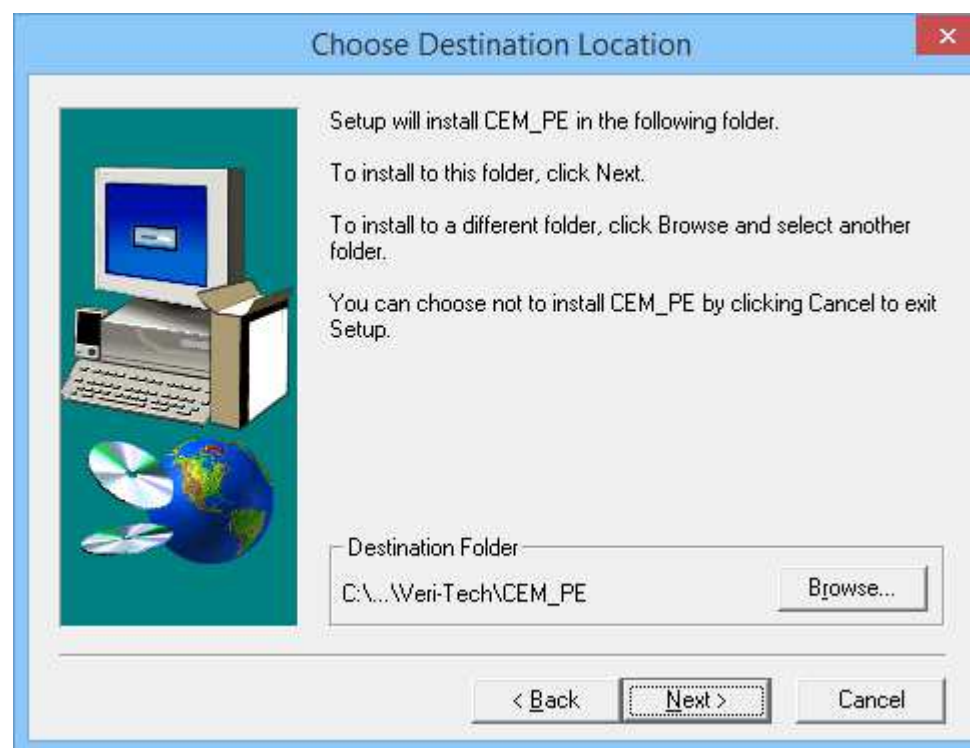 Choose Destination Location
Setup will install CEM_PE in the following folder.
To install to this folder, click Next.
To install to a different folder, click Browse and select another
folder.
You can choose not to install CEM_PE by clicking Cancel to exit
Setup.
Destination Folder
C:\...\Veri-Tech\CEM_PE
Browse...
< Back
Next >
Cancel